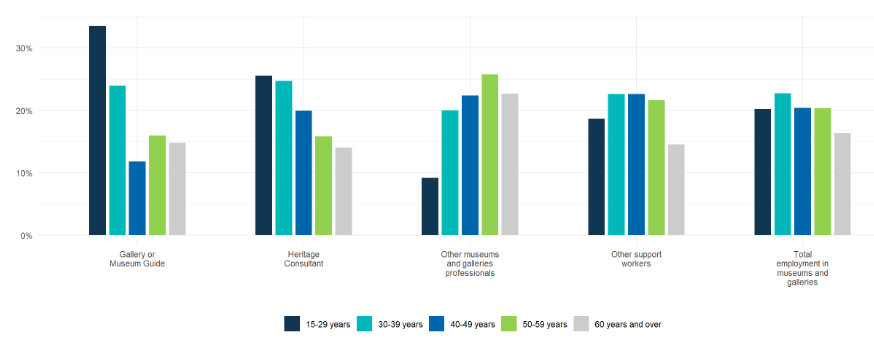 30%
20%
10%
0%
Gallery or
Museum Guide
Heritage
Consultant
Other museums
and galleries
professionals
Other support
workers
Total
employment in
museums and
galleries
15-29 years
30-39 years
40-49 years
50-59 years
60 years and over